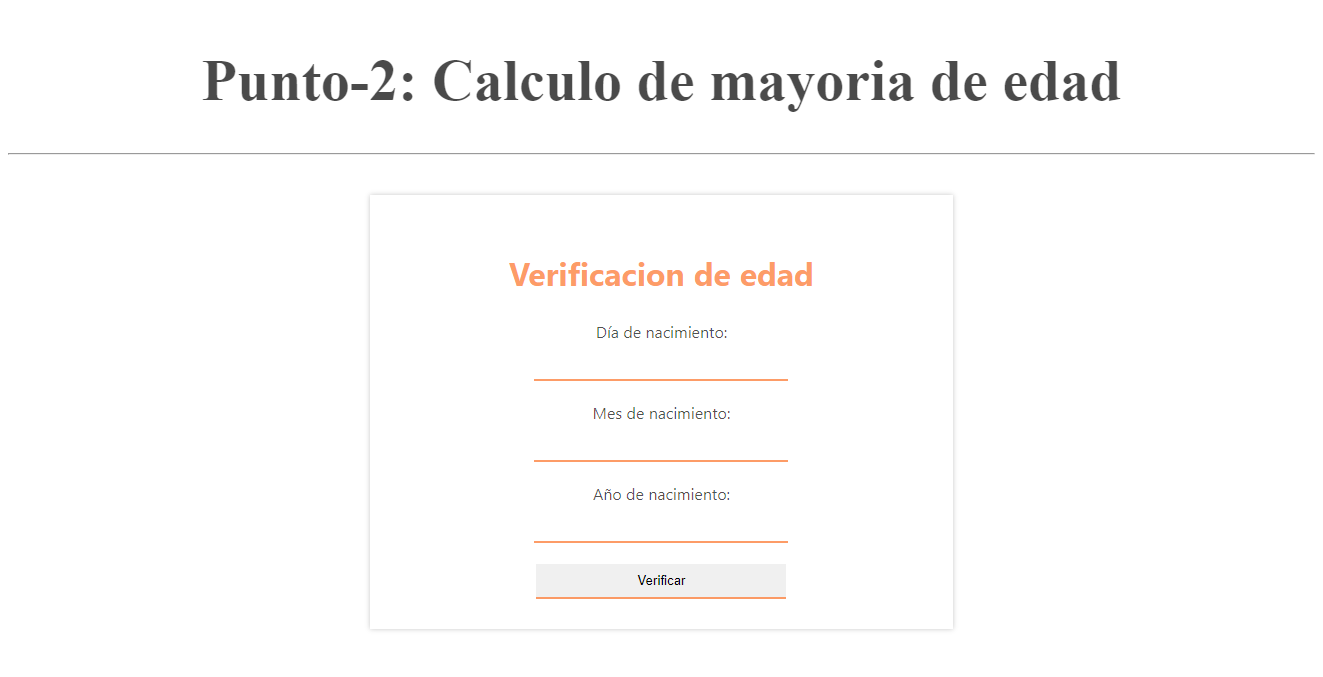 Punto-2: Calculo de mayoria de edad
Verificacion de edad
Día de nacimiento:
Mes de nacimiento:
Año de nacimiento:
Verificar